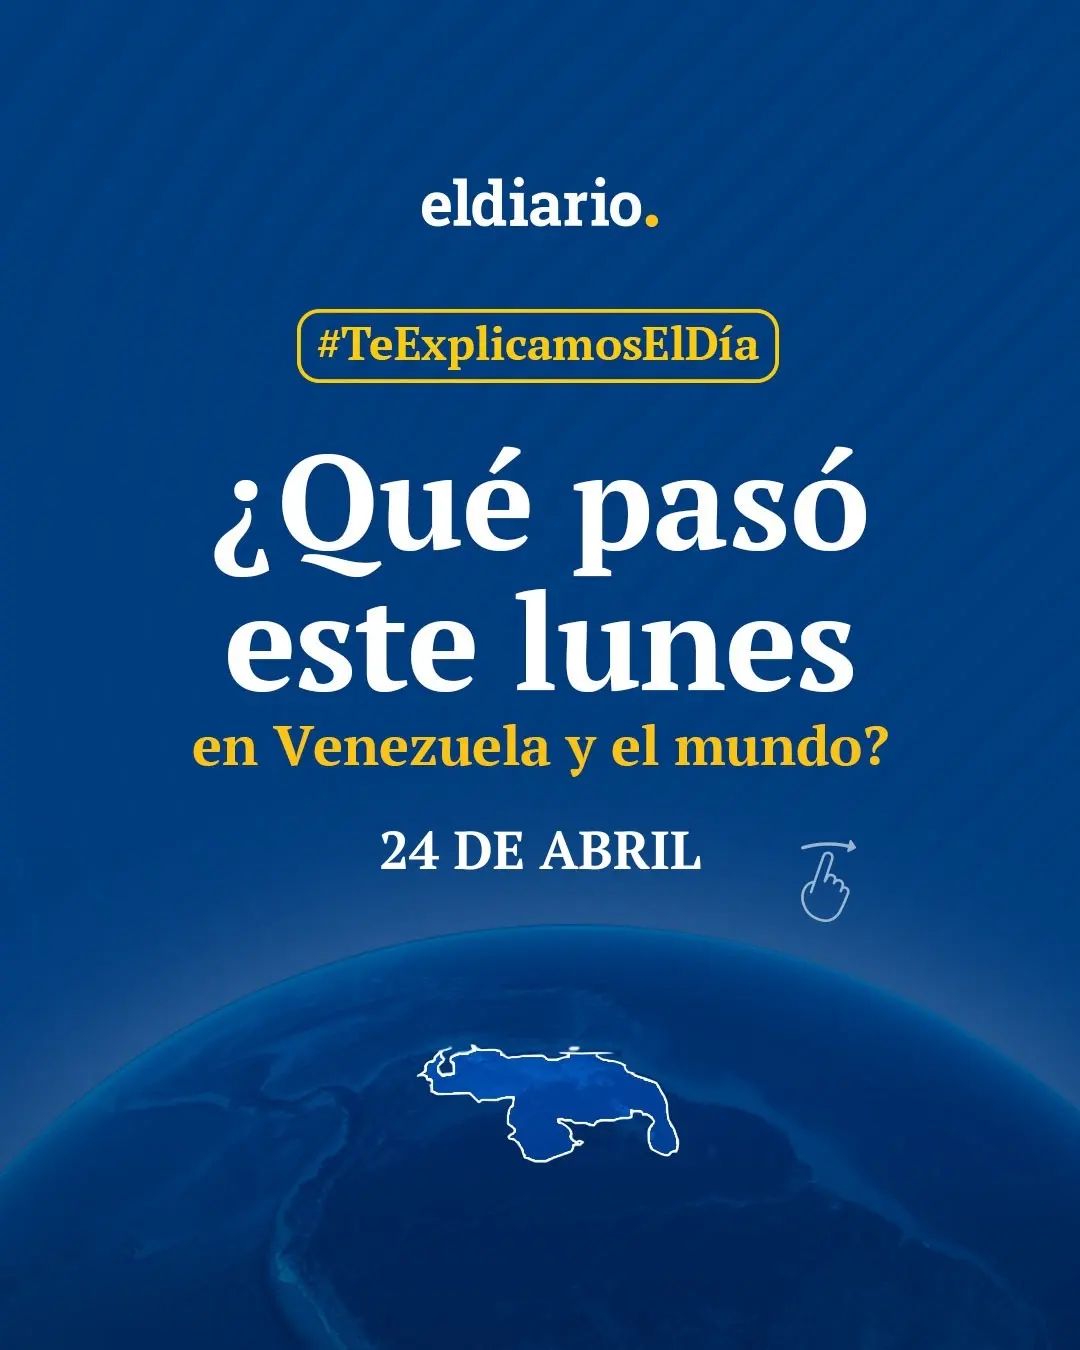 eldiario.
#TeExplicamosElDía
¿Qué pasó
este lunes
en Venezuela y el mundo?
24 DE ABRIL